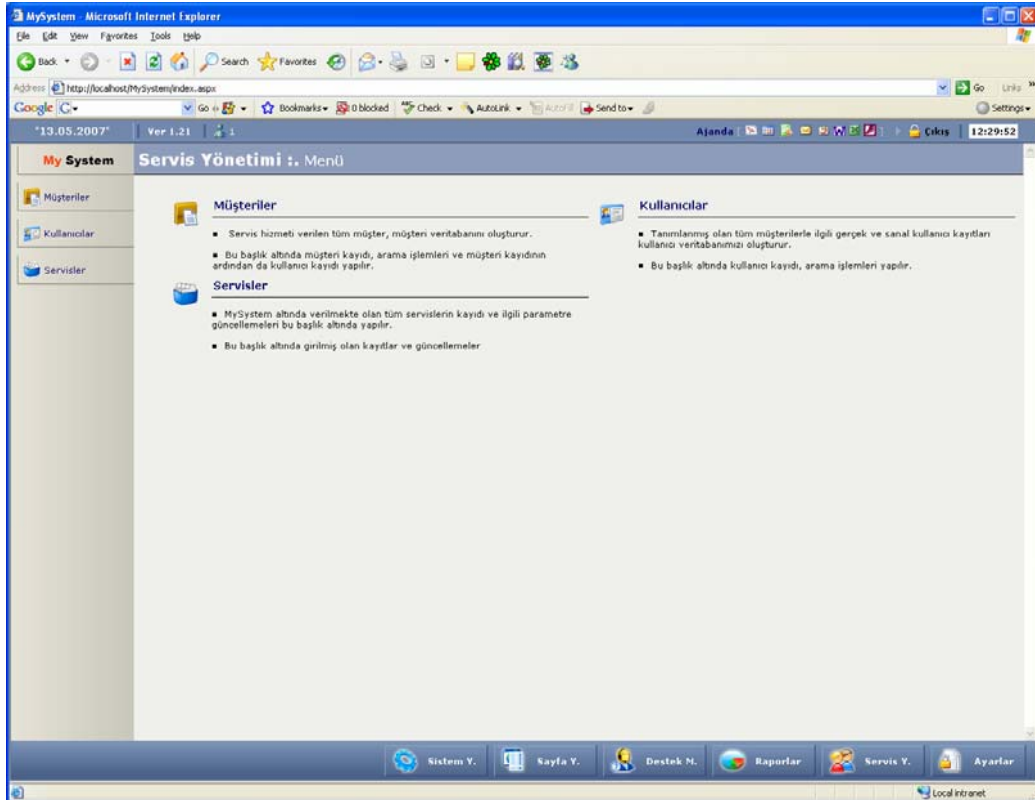 MySystem - Microsoft Internet Explorer
File Edit View Favorites Tools Help
Back Search Favorites
Address http://localhost/MySystem/index.aspx Go Links
Google G Go Bookmarks 0 blocked Check AutoLink AutoFill Send to Settings
"13.05.2007" Ver 1.21 1 Ajanda Çıkış 12:29:52
My System
Servis Yönetimi :. Menü
Müşteriler
Kullanıcılar
Servisler
Müşteriler
Servis hizmeti verilen tüm müşter, müşteri veritabanını oluşturur.
Bu başlık altında müşteri kayıdı, arama işlemleri ve müşteri kayıdının
ardından da kullanıcı kayıdı yapılır.
Servisler
MySystem altında verilmekte olan tüm servislerin kayıdı ve ilgili parametre
güncellemeleri bu başlık altında yapılır.
Bu başlık altında girilmiş olan kayıtlar ve güncellemeler
Kullanıcılar
Tanımlanmış olan tüm müşterilerle ilgili gerçek ve sanal kullanıcı kayıtları
kullanıcı veritabanımızı oluşturur.
Bu başlık altında kullanıcı kayıdı, arama işlemleri yapılır.
Sistem Y. Sayfa Y. Destek M. Raporlar Servis Y. Ayarlar
Local intranet